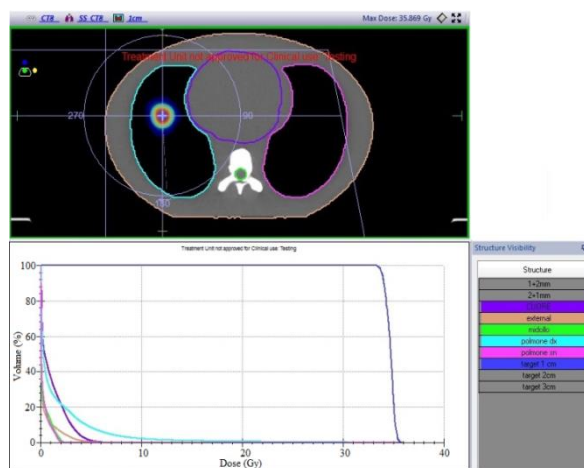 CT8 SS_CT8 1cm Max Dose: 35.869 Gy
Treatment Unit not approved for Clinical use: Testing
270 90
180
Treatment Unit not approved for Clinical use: Testing
100
80
60
40
20
0
0 10 20 30 40
Volume (%)
Dose (Gy)
Structure Visibility
Structure
1+2mm
2+1mm
CUORE
external
midollo
polmone dx
polmone sn
target 1 cm
target 2cm
target 3cm